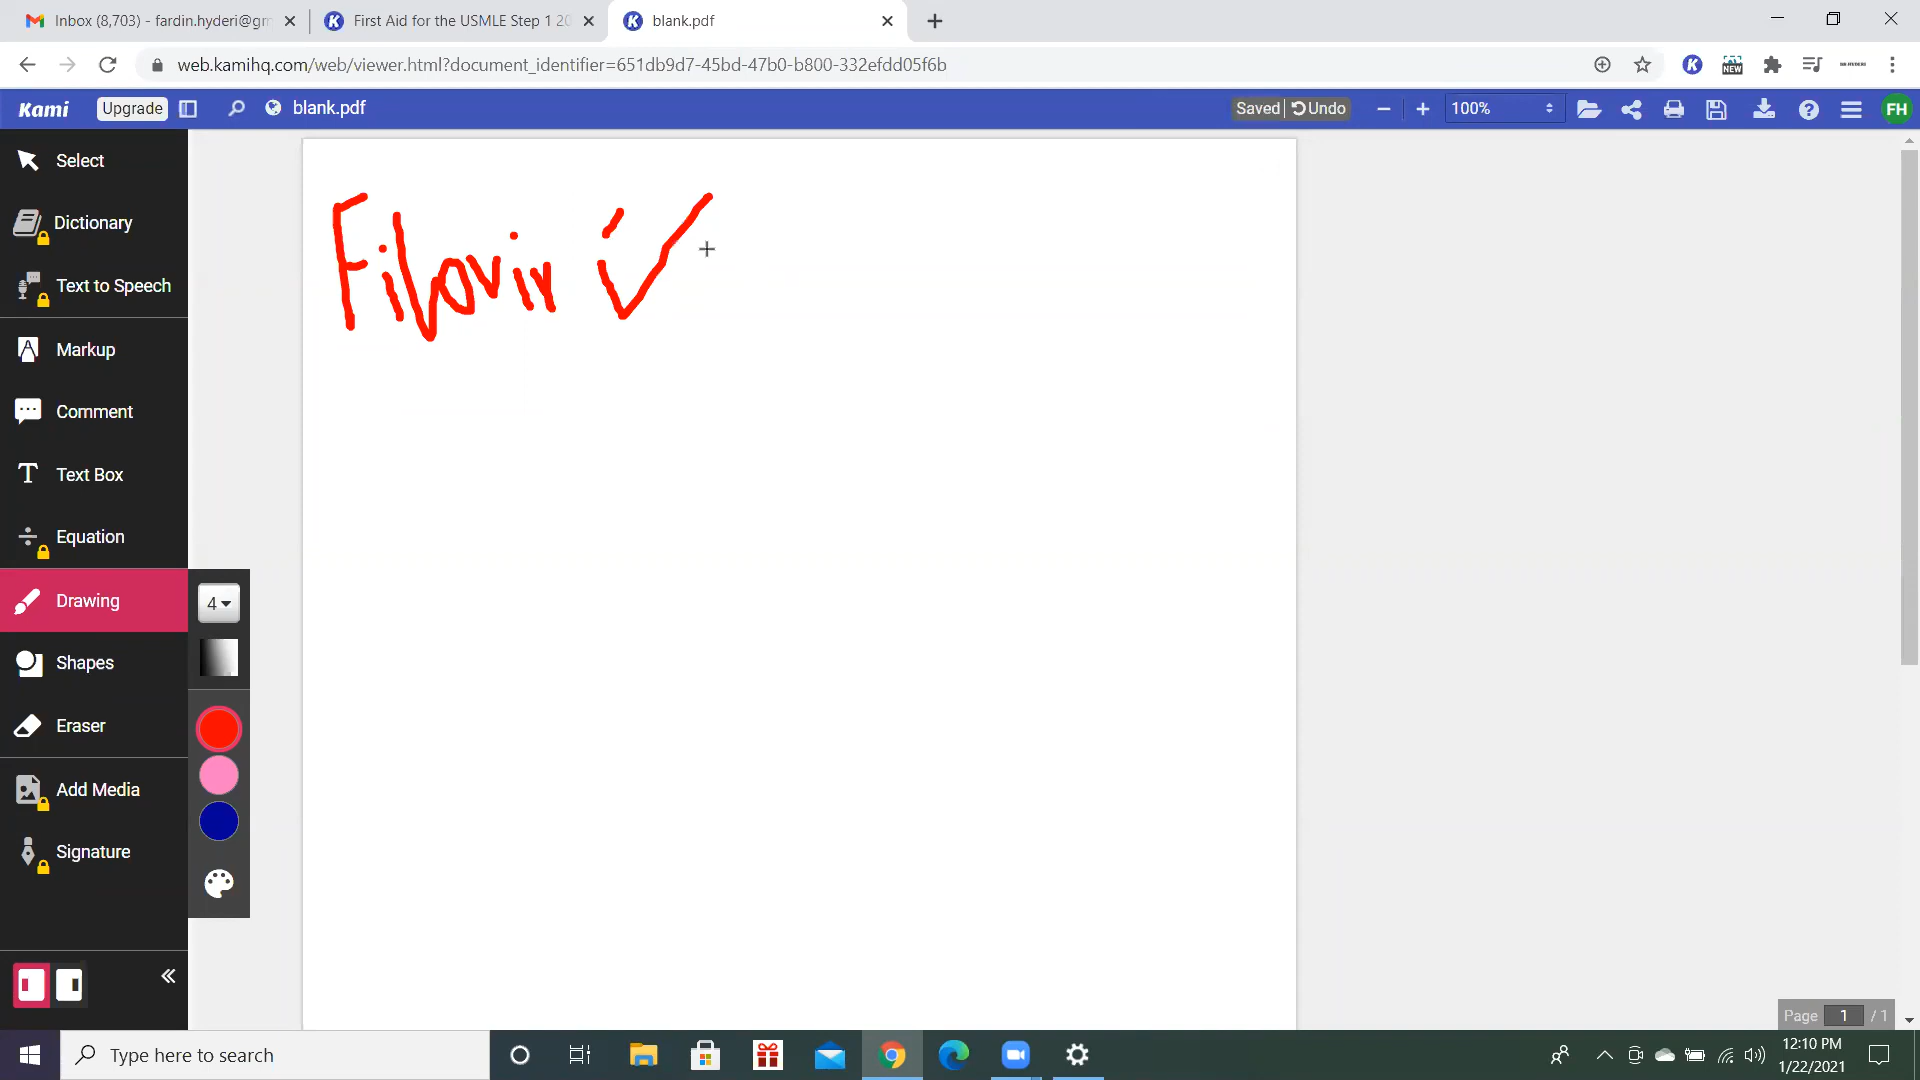 Inbox (8,703) - fardin.hyderi@gm
First Aid for the USMLE Step 1 20
blank.pdf
web.kamihq.com/web/viewer.html?document_identifier=651db9d7-45bd-47b0-b800-332efdd05f6b
NEW
Kami
Upgrade
blank.pdf
Saved
Undo
100%
FH
Select
Dictionary
Text to Speech
Markup
Comment
Text Box
Equation
Drawing
4
Shapes
Eraser
Add Media
Signature
Filovir
Page 1 / 1
Type here to search
12:10 PM
1/22/2021